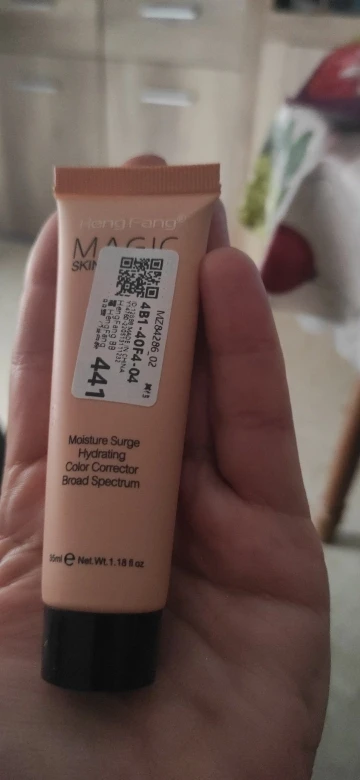 Heng Fang®
MAGIC
SKIN
MZ84286_02
4B1-40F4-04
441
Moisture Surge
Hydrating
Color Corrector
Broad Spectrum
35ml e Net.Wt.1.18 fl oz